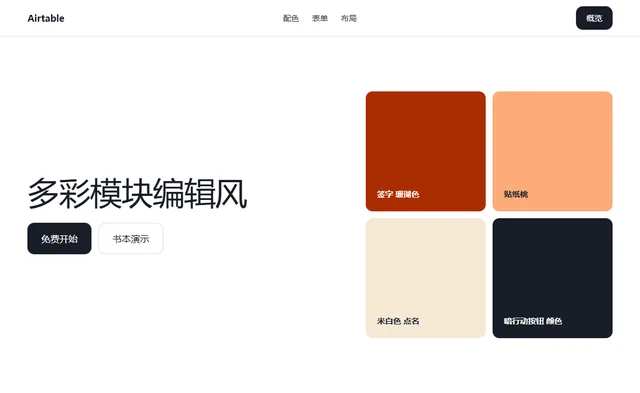 Airtable
配色 表单 布局
概览
多彩模块编辑风
免费开始
书本演示
签字 珊瑚色
贴纸桃
米白色 点名
暗行动按钮 颜色